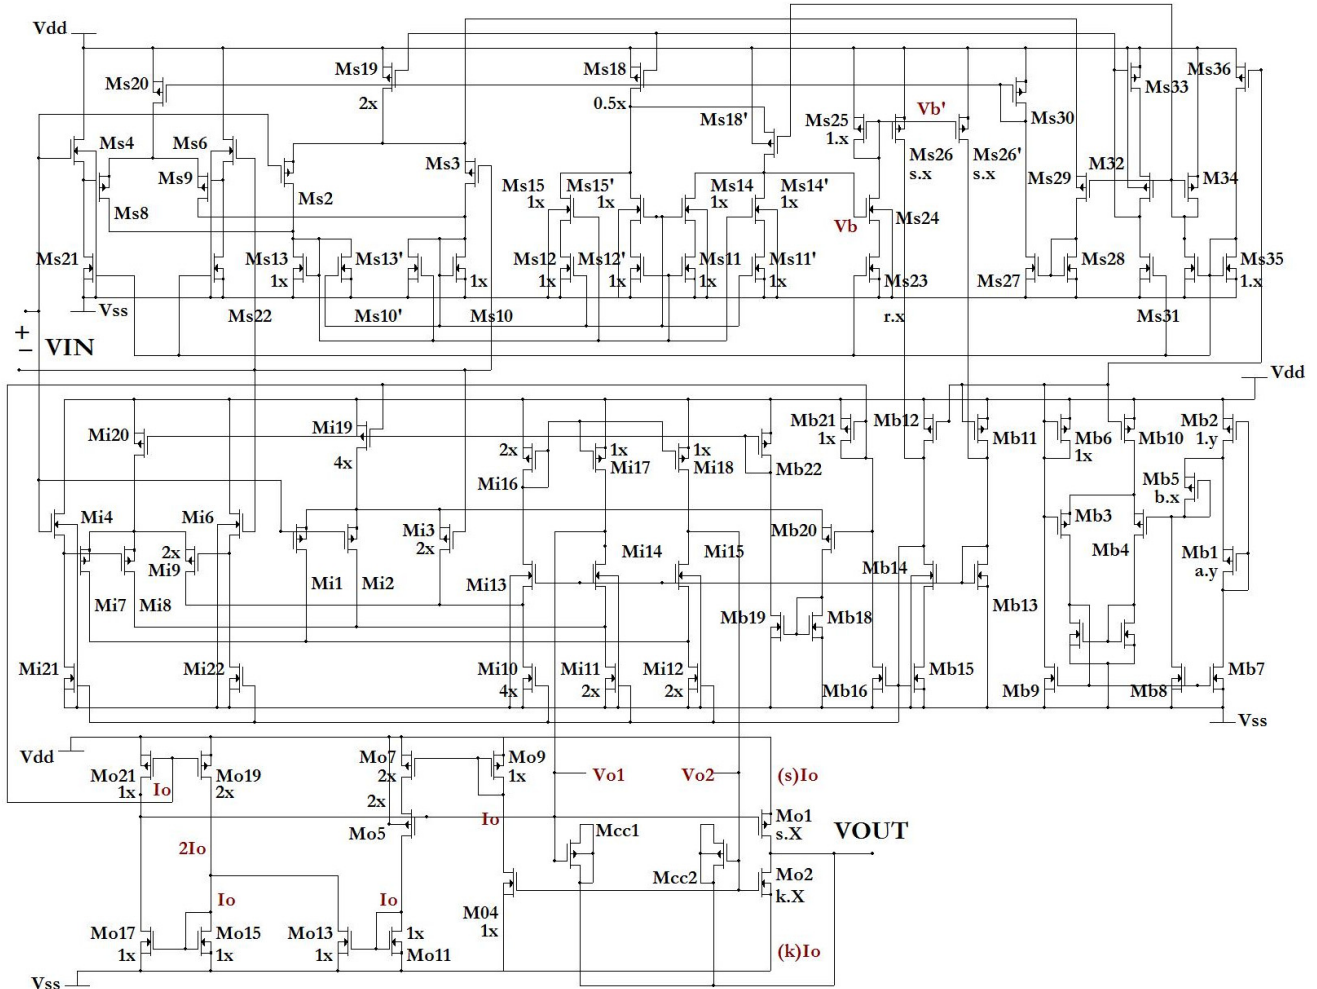 Vdd
Ms20
Ms19
2x
Ms18
0.5x
Ms18'
Ms25
1.x
Vb'
Ms26
s.x
Ms26'
s.x
Ms30
Ms33
Ms36
Ms4
Ms6
Ms9
Ms8
Ms2
Ms3
Ms15
1x
Ms15'
1x
Ms14
1x
Ms14'
1x
Ms24
Vb
Ms29
M32
M34
Ms21
Ms22
Ms13
1x
Ms13'
Ms10'
1x
Ms10
Ms12
1x
Ms12'
1x
Ms11
1x
Ms11'
1x
Ms23
r.x
Ms27
Ms28
Ms31
Ms35
1.x
Vss
+
−
VIN
Vdd
Mi20
Mi19
4x
2x
Mi16
1x
Mi17
1x
Mi18
Mb22
Mb21
1x
Mb12
Mb11
Mb6
1x
Mb10
Mb2
1.y
Mb5
b.x
Mb3
Mb4
Mb1
a.y
Mi4
Mi6
2x
Mi9
Mi7
Mi8
Mi1
Mi2
Mi3
2x
Mi13
Mi14
Mi15
Mb20
Mb14
Mb13
Mb19
Mb18
Mi21
Mi22
Mi10
4x
Mi11
2x
Mi12
2x
Mb16
Mb15
Mb9
Mb8
Mb7
Vss
Vdd
Mo21
1x
Io
Mo19
2x
Mo7
2x
2x
Mo5
Mo9
1x
Io
Vo1
Vo2
(s)Io
Mo1
s.X
VOUT
Mcc1
Mcc2
Mo2
k.X
2Io
Io
Io
M04
1x
Mo17
1x
Mo15
1x
Mo13
1x
1x
Mo11
(k)Io
Vss